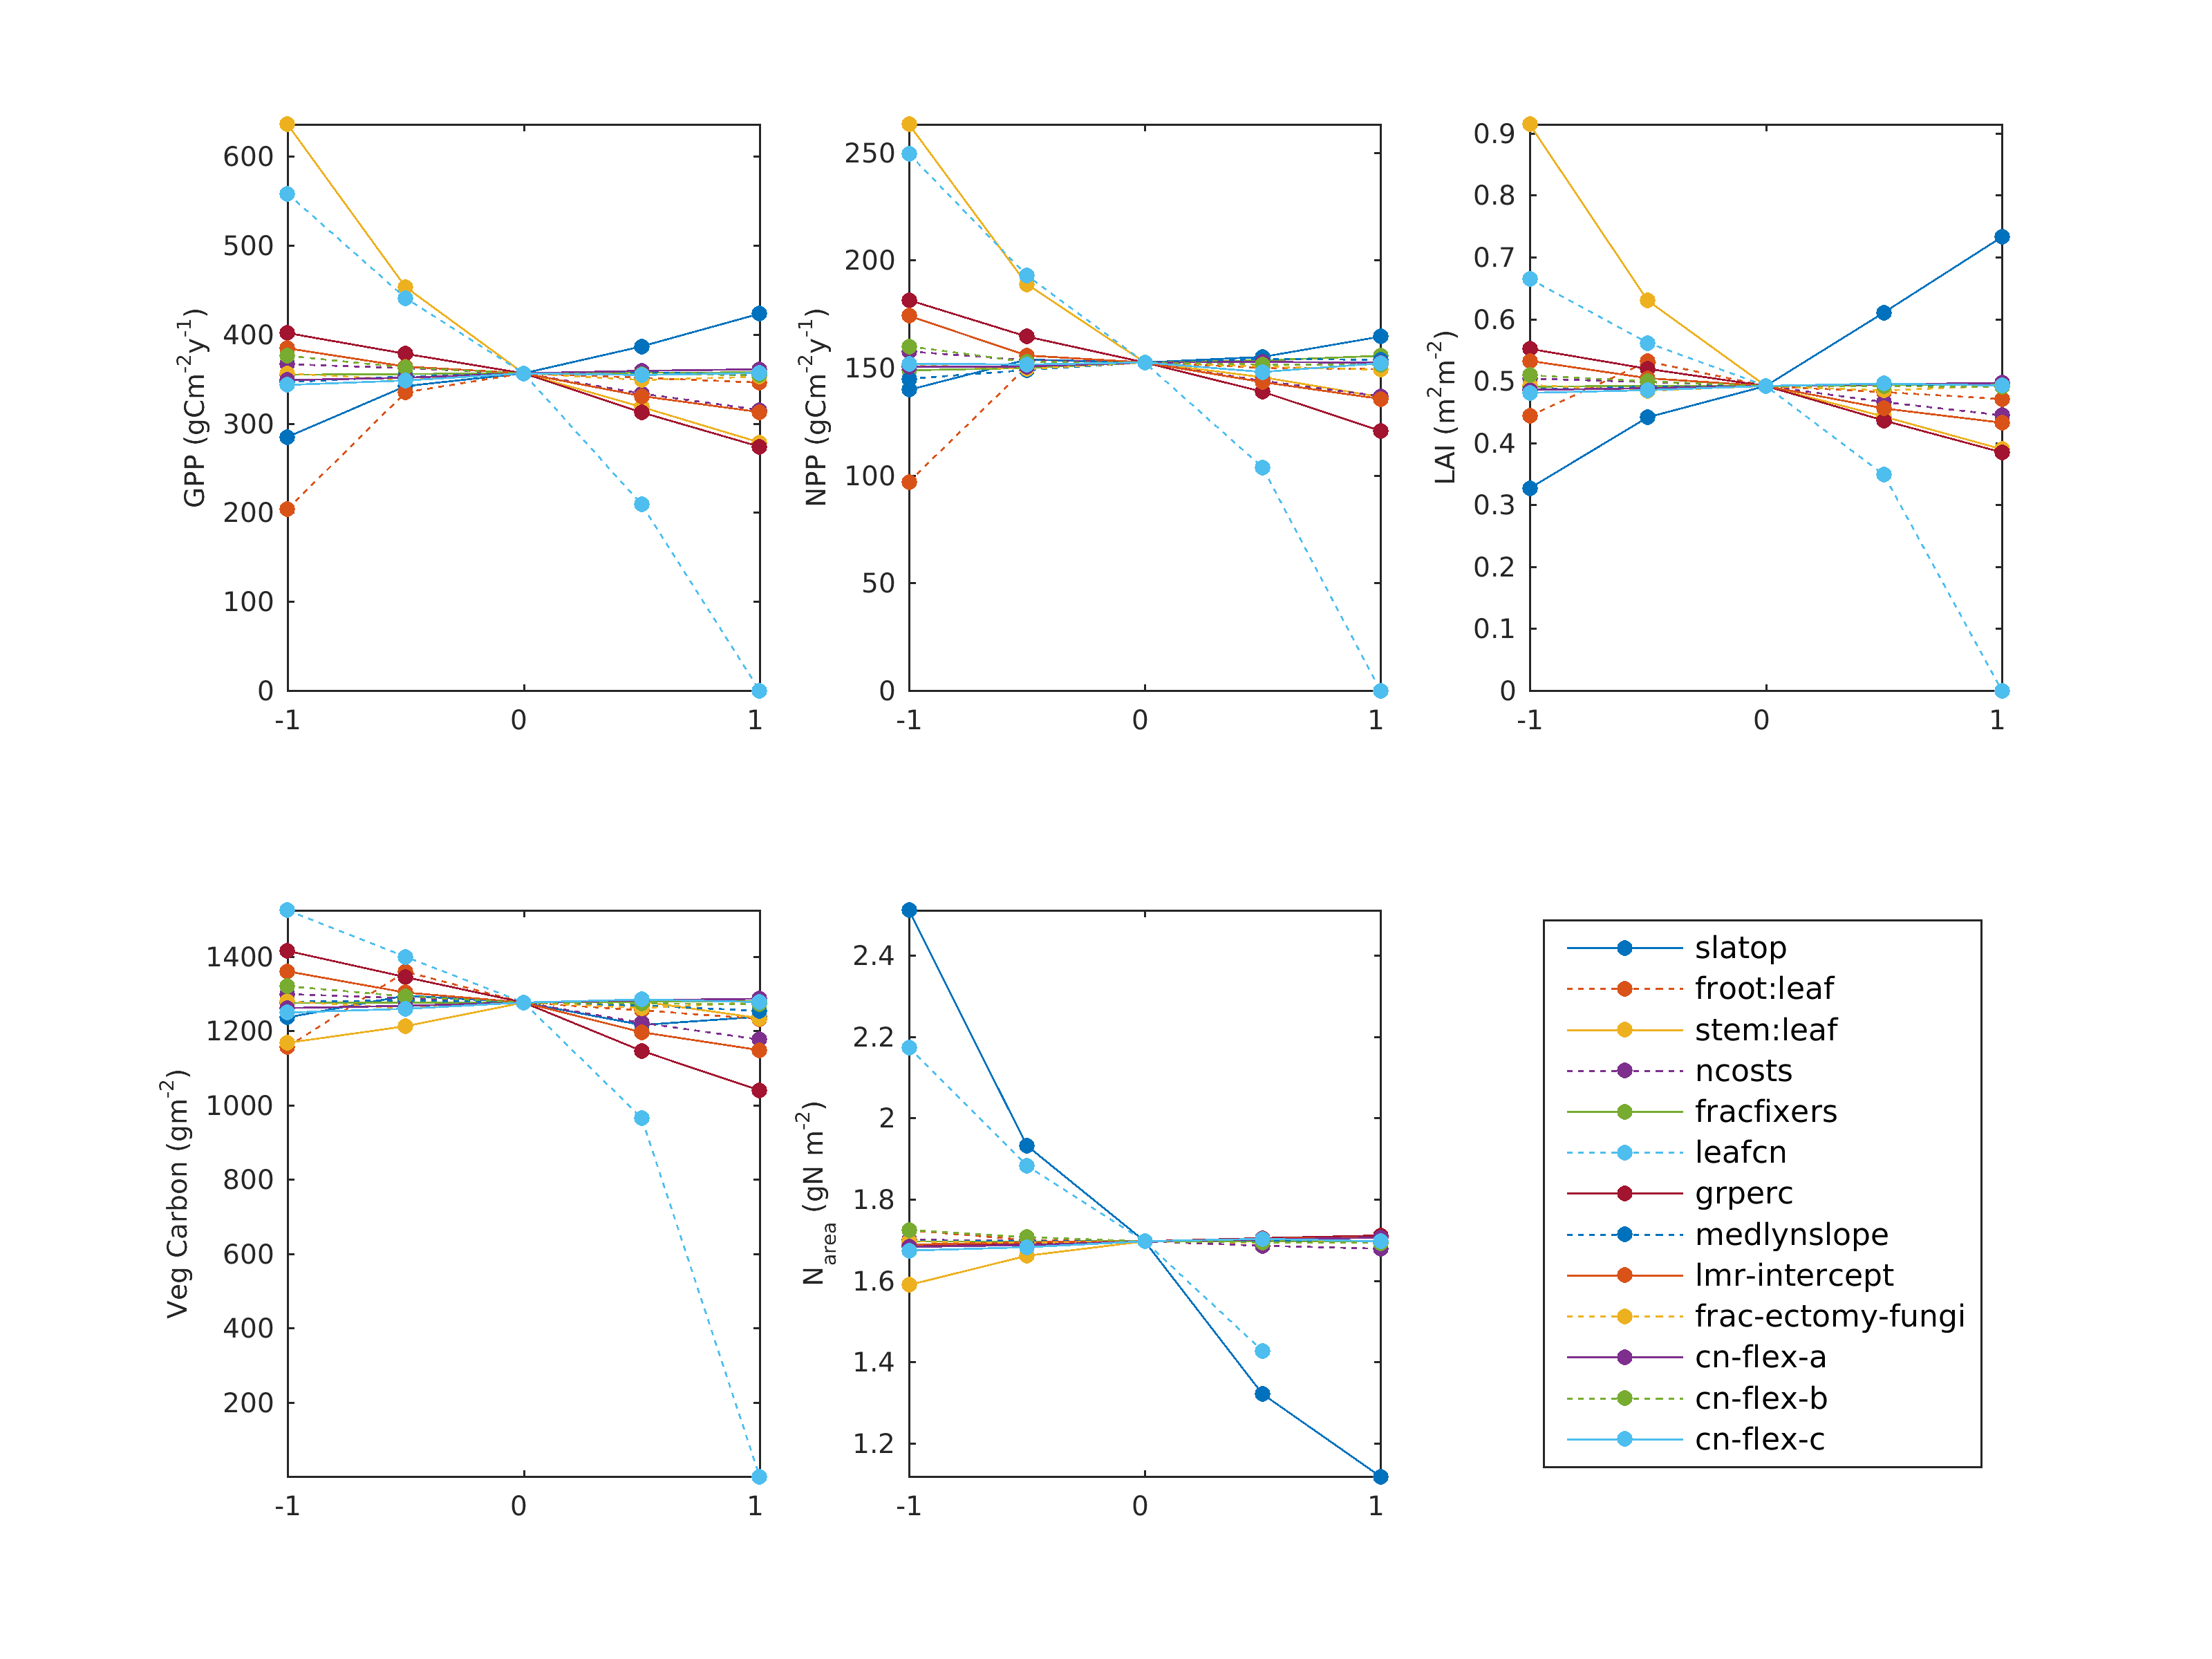 600
500
400
300
200
100
0
-1 0 1
GPP (gCm-2y-1)
250
200
150
100
50
0
-1 0 1
NPP (gCm-2y-1)
0.9
0.8
0.7
0.6
0.5
0.4
0.3
0.2
0.1
0
-1 0 1
LAI (m2m-2)
1400
1200
1000
800
600
400
200
-1 0 1
Veg Carbon (gm-2)
2.4
2.2
2
1.8
1.6
1.4
1.2
-1 0 1
Narea (gN m-2)
slatop
froot:leaf
stem:leaf
ncosts
fracfixers
leafcn
grperc
medlynslope
lmr-intercept
frac-ectomy-fungi
cn-flex-a
cn-flex-b
cn-flex-c